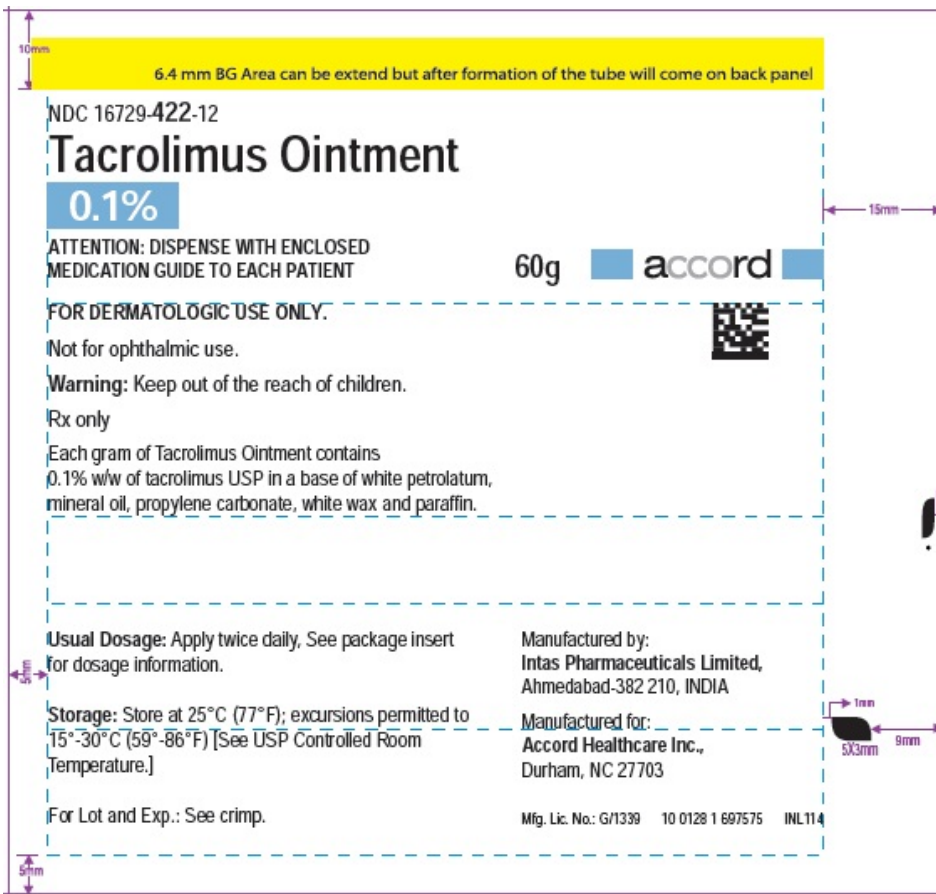 10mm
6.4 mm BG Area can be extend but after formation of the tube will come on back panel
NDC 16729-422-12
Tacrolimus Ointment
0.1%
15mm
ATTENTION: DISPENSE WITH ENCLOSED
MEDICATION GUIDE TO EACH PATIENT
60g
accord
FOR DERMATOLOGIC USE ONLY.
Not for ophthalmic use.
Warning: Keep out of the reach of children.
Rx only
Each gram of Tacrolimus Ointment contains
0.1% w/w of tacrolimus USP in a base of white petrolatum,
mineral oil, propylene carbonate, white wax and paraffin.
Usual Dosage: Apply twice daily, See package insert
for dosage information.
5mm
Storage: Store at 25°C (77°F); excursions permitted to
15°-30°C (59°-86°F) [See USP Controlled Room
Temperature.]
For Lot and Exp.: See crimp.
Manufactured by:
Intas Pharmaceuticals Limited,
Ahmedabad-382 210, INDIA
Manufactured for:
Accord Healthcare Inc.,
Durham, NC 27703
Mfg. Lic. No.: G/1339 10 0128 1 697575 INL114
1mm
9mm
5X3mm
5mm